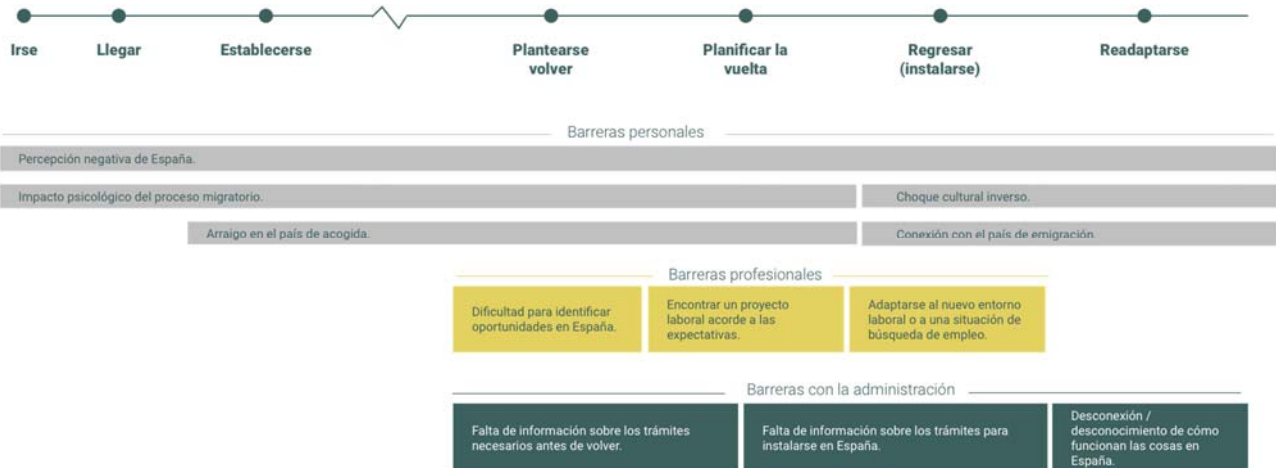 Irse
Llegar
Establecerse
Plantearse
volver
Planificar la
vuelta
Regresar
(instalarse)
Readaptarse
Barreras personales
Percepción negativa de España.
Impacto psicológico del proceso migratorio.
Choque cultural inverso.
Arraigo en el país de acogida.
Conexión con el país de emigración.
Barreras profesionales
Dificultad para identificar
oportunidades en España.
Encontrar un proyecto
laboral acorde a las
expectativas.
Adaptarse al nuevo entorno
laboral o a una situación de
búsqueda de empleo.
Barreras con la administración
Falta de información sobre los trámites
necesarios antes de volver.
Falta de información sobre los trámites para
instalarse en España.
Desconexión /
desconocimiento de cómo
funcionan las cosas en
España.